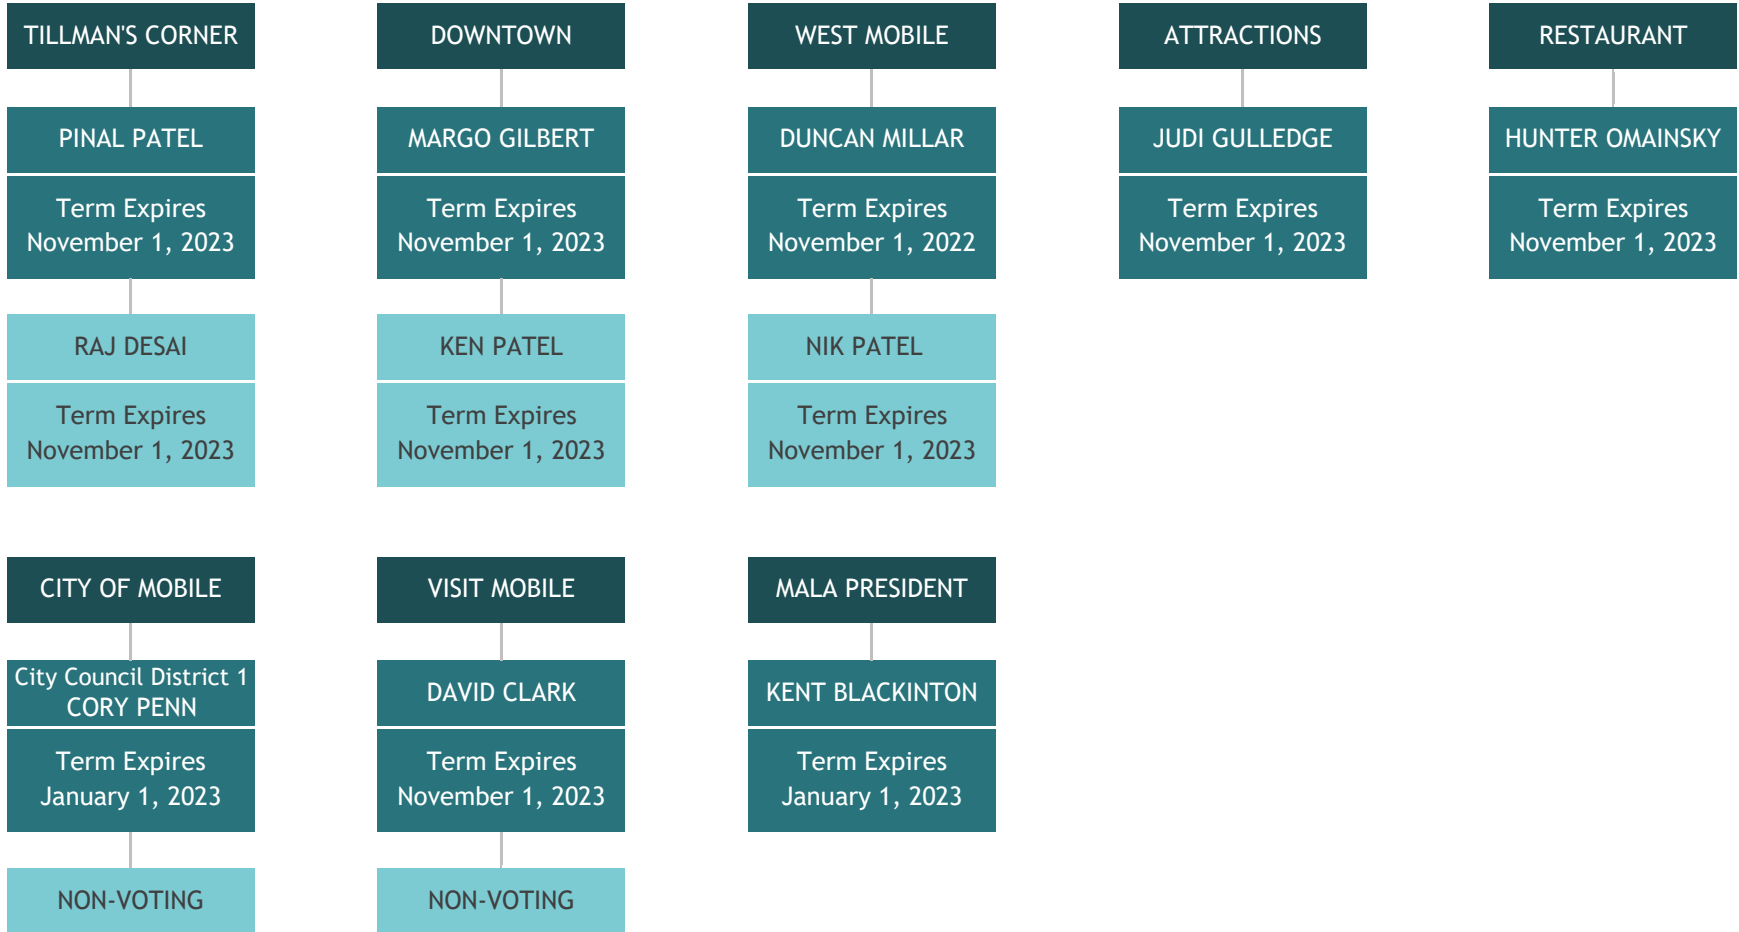 TILLMAN'S CORNER
PINAL PATEL
Term Expires
November 1, 2023
RAJ DESAI
Term Expires
November 1, 2023
DOWNTOWN
MARGO GILBERT
Term Expires
November 1, 2023
KEN PATEL
Term Expires
November 1, 2023
WEST MOBILE
DUNCAN MILLAR
Term Expires
November 1, 2022
NIK PATEL
Term Expires
November 1, 2023
ATTRACTIONS
JUDI GULLEDGE
Term Expires
November 1, 2023
RESTAURANT
HUNTER OMAINSKY
Term Expires
November 1, 2023
CITY OF MOBILE
City Council District 1
CORY PENN
Term Expires
January 1, 2023
NON-VOTING
VISIT MOBILE
DAVID CLARK
Term Expires
November 1, 2023
NON-VOTING
MALA PRESIDENT
KENT BLACKINTON
Term Expires
January 1, 2023